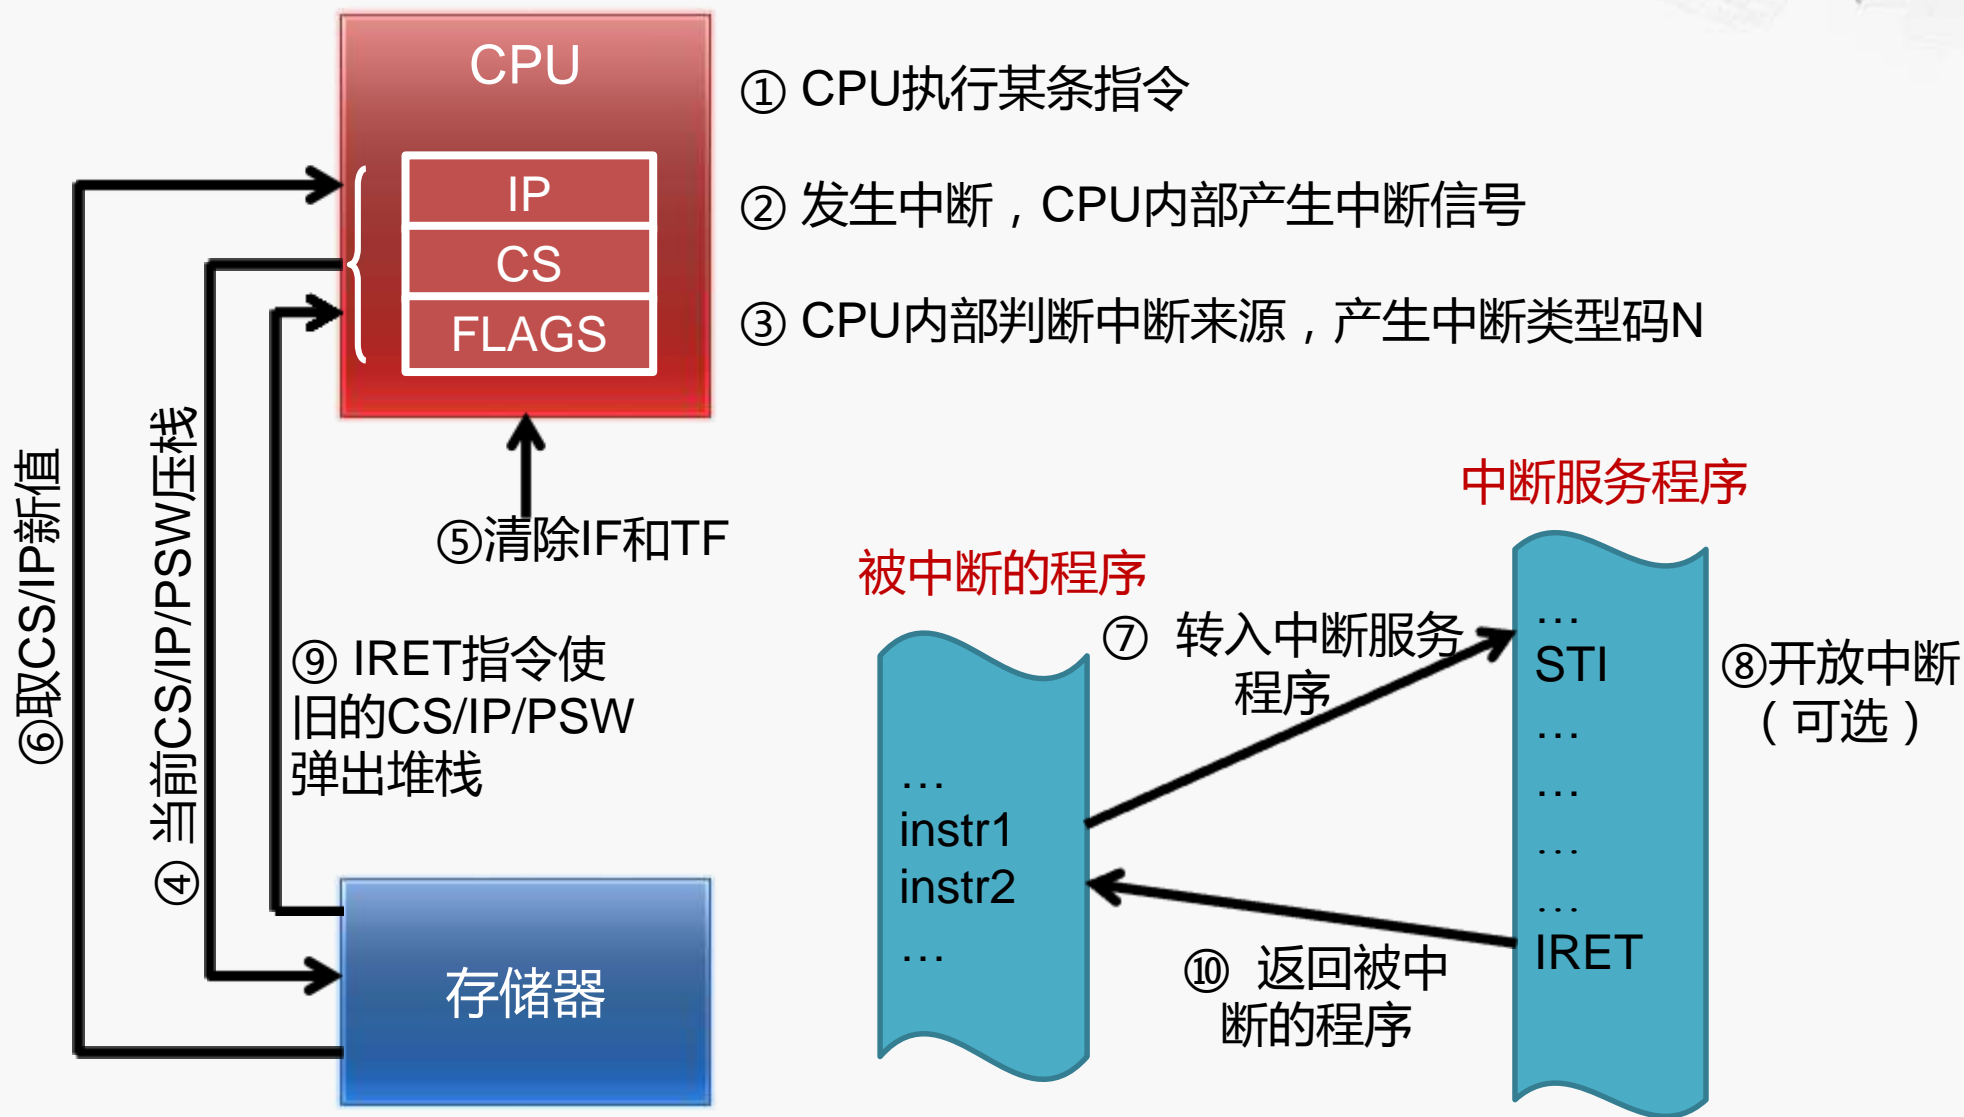 CPU
IP
CS
FLAGS
① CPU执行某条指令
② 发生中断，CPU内部产生中断信号
③ CPU内部判断中断来源，产生中断类型码N
⑤清除IF和TF
⑥取CS/IP新值
④ 当前CS/IP/PSW压栈
⑨ IRET指令使
旧的CS/IP/PSW
弹出堆栈
存储器
被中断的程序
…
instr1
instr2
…
⑦ 转入中断服务
程序
中断服务程序
…
STI
…
…
…
…
IRET
⑧开放中断
（可选）
⑩ 返回被中
断的程序